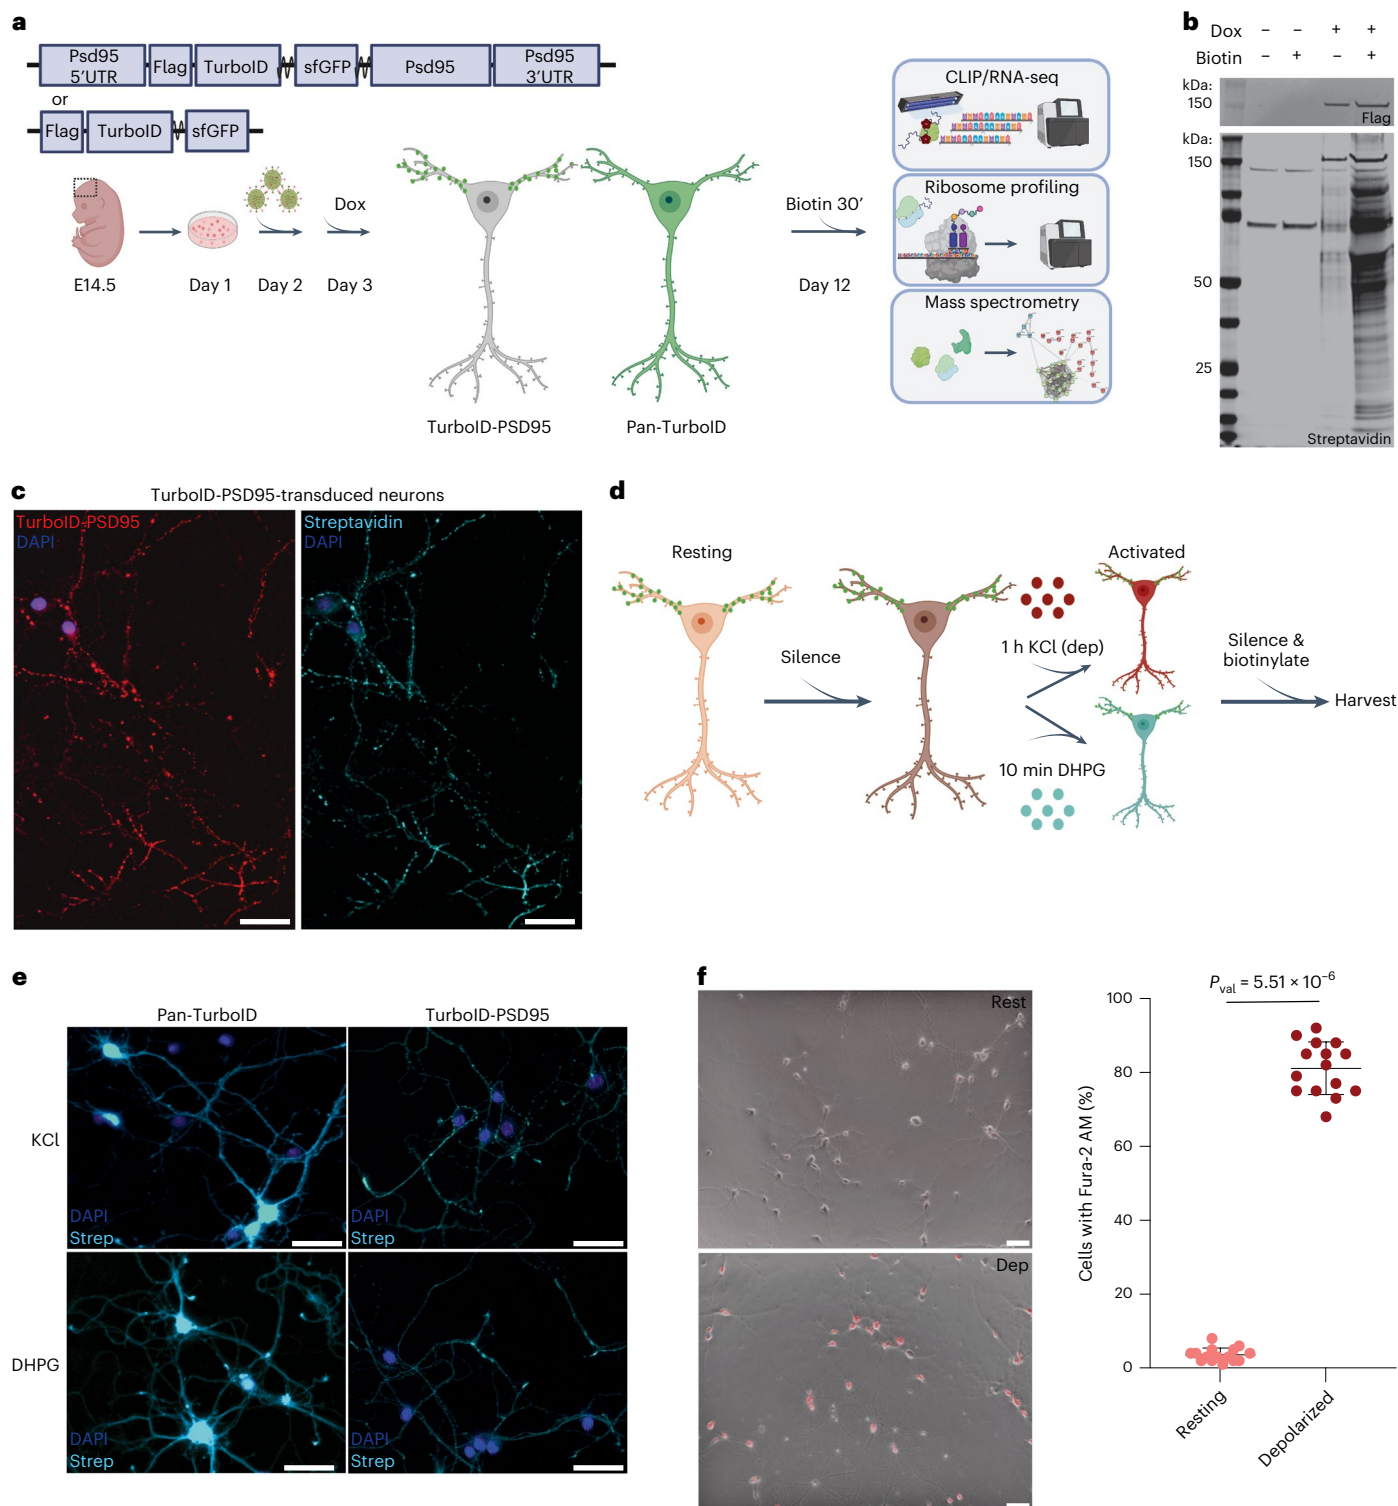 a
Psd95
5′UTR
Flag
TurboID
sfGFP
Psd95
Psd95
3′UTR
or
Flag
TurboID
sfGFP
E14.5
Day 1
Day 2
Dox
Day 3
TurboID-PSD95
Pan-TurboID
Biotin 30′
Day 12
CLIP/RNA-seq
Ribosome profiling
Mass spectrometry
b
Dox – – + +
Biotin – + – +
kDa:
150
Flag
kDa:
150
50
25
Streptavidin
c
TurboID-PSD95-transduced neurons
TurboID-PSD95
DAPI
Streptavidin
DAPI
d
Resting
Silence
1 h KCl (dep)
10 min DHPG
Activated
Silence &
biotinylate
Harvest
e
Pan-TurboID
TurboID-PSD95
KCl
DAPI
Strep
DAPI
Strep
DHPG
DAPI
Strep
DAPI
Strep
f
Rest
Dep
Pval = 5.51 × 10−6
Cells with Fura-2 AM (%)
100
80
60
40
20
0
Resting
Depolarized